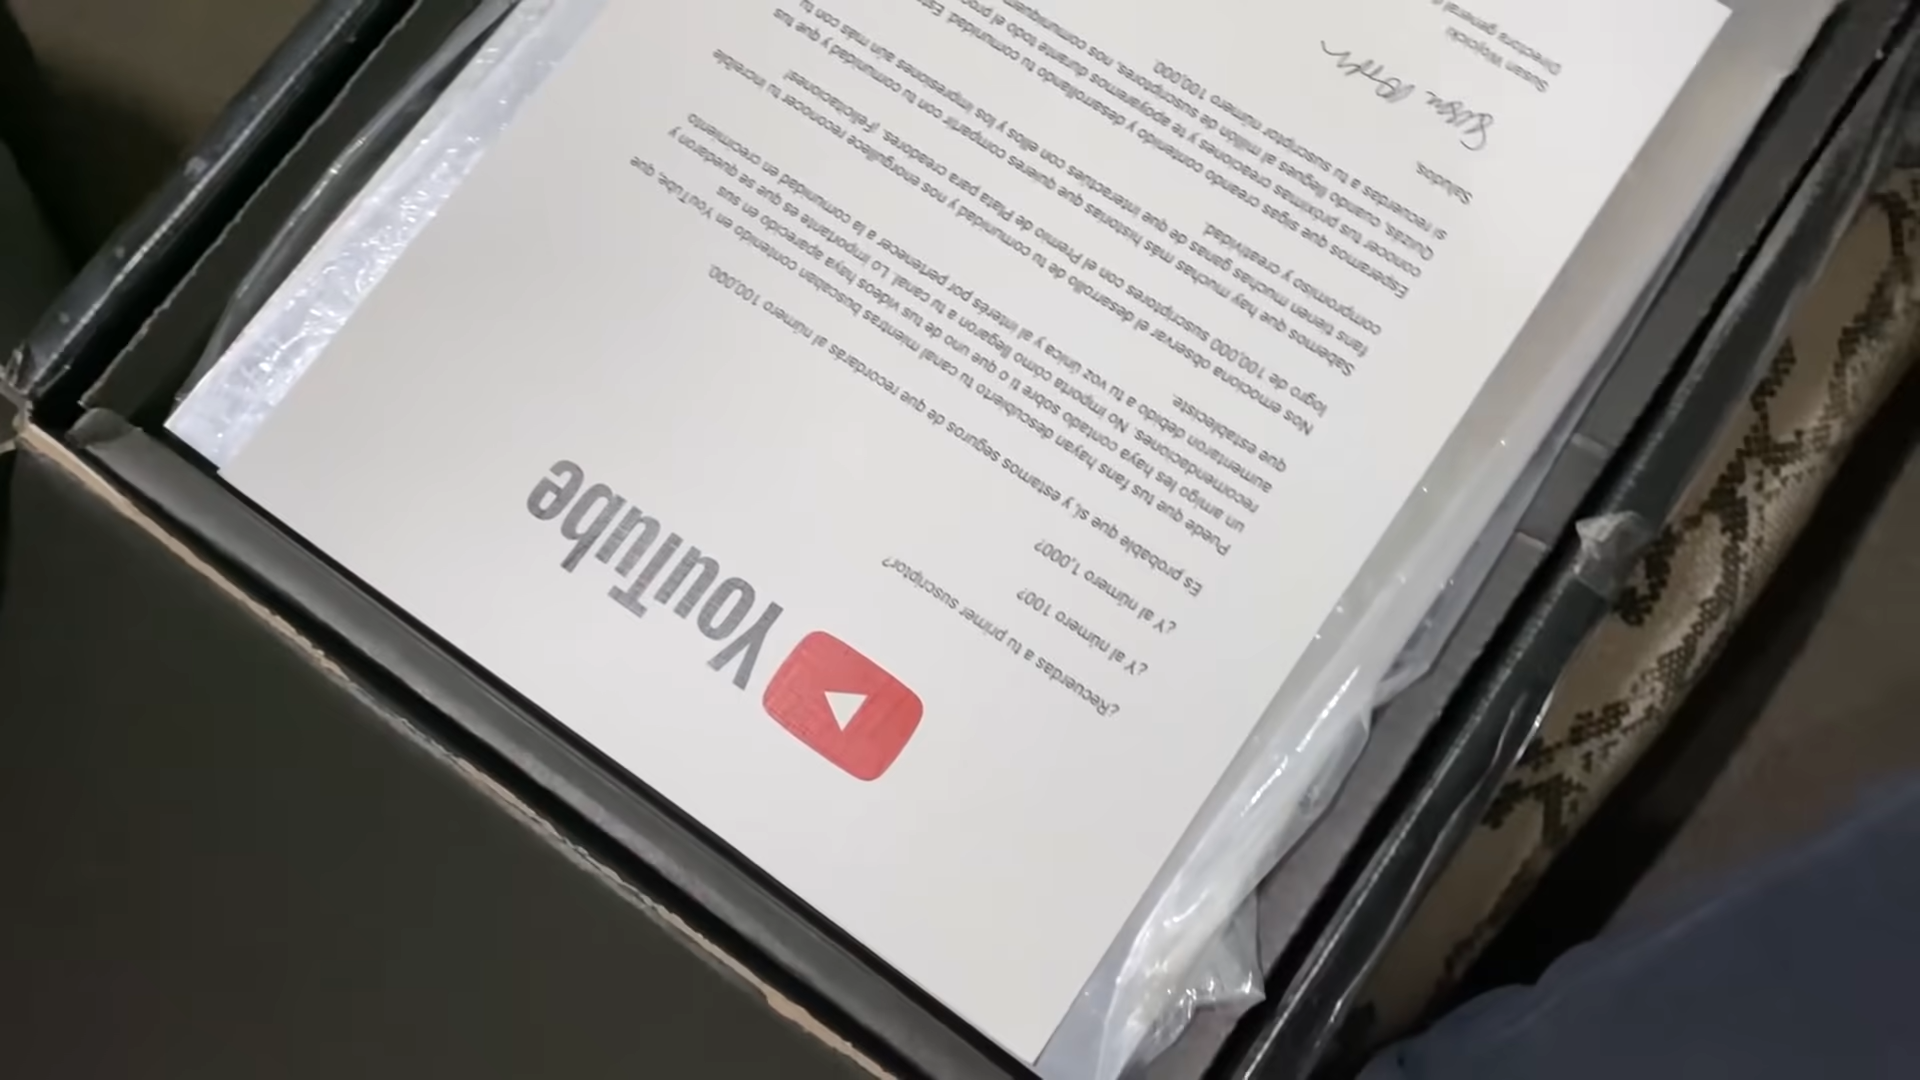 YouTube
¿Recuerdas a tu primer suscriptor?
¿Y al número 100?
¿Y al número 1,000?
Es probable que sí, y estamos seguros de que recordarás al número 100,000.
Puede que tus fans hayan descubierto tu canal mientras buscaban contenido en YouTube, que
un amigo les haya contado sobre ti o que uno de tus videos haya aparecido en sus
recomendaciones. No importa cómo llegaron a tu canal. Lo importante es que se quedaron y
aumentaron debido a tu voz única y al interés por pertenecer a la comunidad en crecimiento
que estableciste.
Nos emociona observar el desarrollo de tu comunidad y nos enorgullece reconocer tu increíble
logro de 100,000 suscriptores con el Premio de Plata para creadores. ¡Felicitaciones!
Sabemos que hay muchas más historias que quieres compartir con tu comunidad y que tus
fans tienen muchas ganas de que interactúes con ellos y los impresiones aún más con tu
compromiso y creatividad.
Esperamos que sigas creando contenido y desarrollando tu comunidad.
conocer tus próximas creaciones y te apoyaremos durante todo el
Quizás, cuando llegues al millón de suscriptores, nos
si recuerdas a tu suscriptor número 100,000.
Saludos,
Susan Wojcicki
Directora general